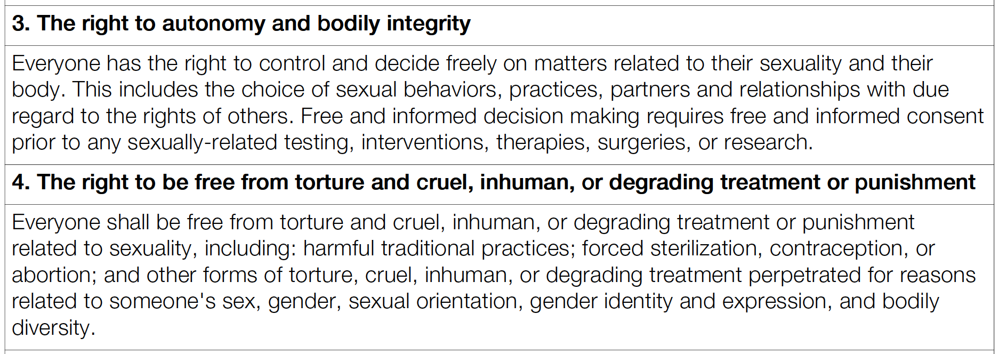 3. The right to autonomy and bodily integrity
Everyone has the right to control and decide freely on matters related to their sexuality and their
body. This includes the choice of sexual behaviors, practices, partners and relationships with due
regard to the rights of others. Free and informed decision making requires free and informed consent
prior to any sexually-related testing, interventions, therapies, surgeries, or research.
4. The right to be free from torture and cruel, inhuman, or degrading treatment or punishment
Everyone shall be free from torture and cruel, inhuman, or degrading treatment or punishment
related to sexuality, including: harmful traditional practices; forced sterilization, contraception, or
abortion; and other forms of torture, cruel, inhuman, or degrading treatment perpetrated for reasons
related to someone's sex, gender, sexual orientation, gender identity and expression, and bodily
diversity.